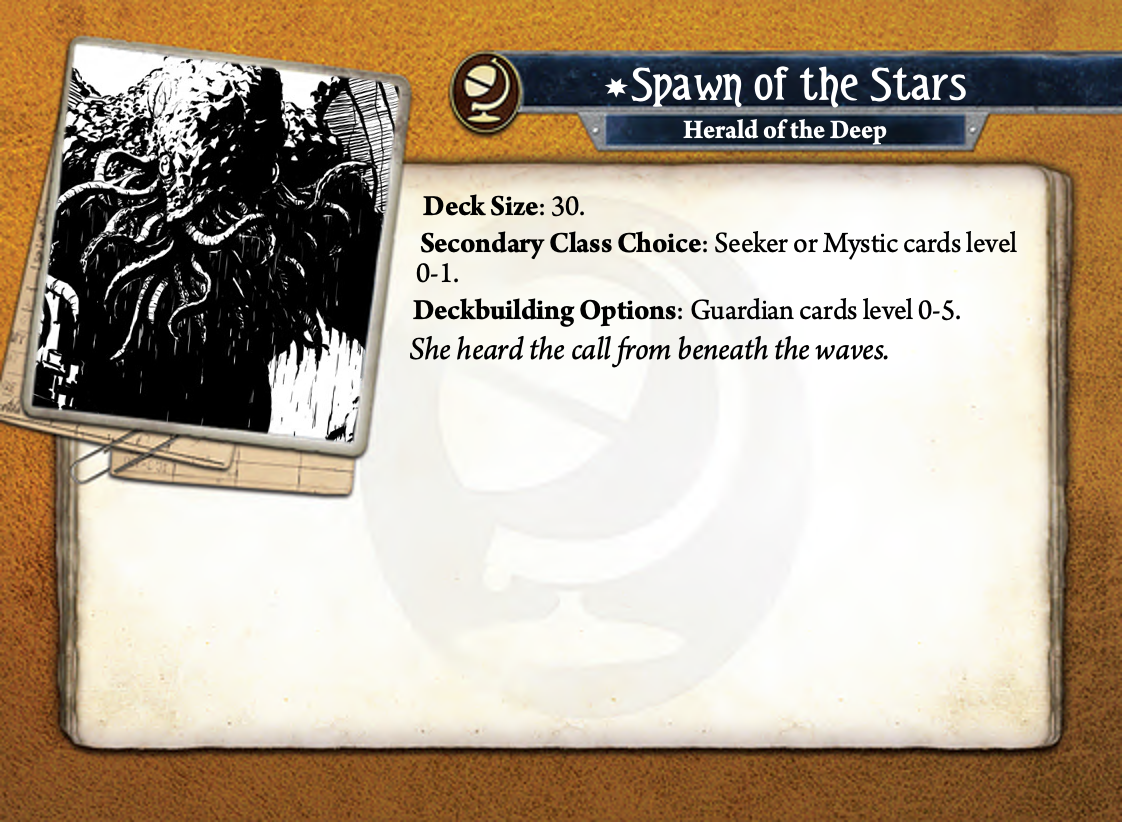 ✶Spawn of the Stars
Herald of the Deep
Deck Size: 30.
Secondary Class Choice: Seeker or Mystic cards level
0-1.
Deckbuilding Options: Guardian cards level 0-5.
She heard the call from beneath the waves.